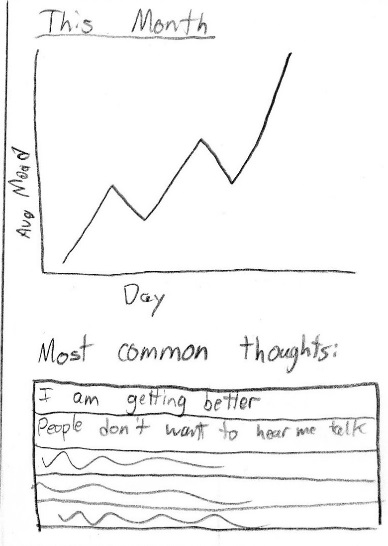 This Month
Avg Mood
Day
Most common thoughts:
I am getting better
People don't want to hear me talk